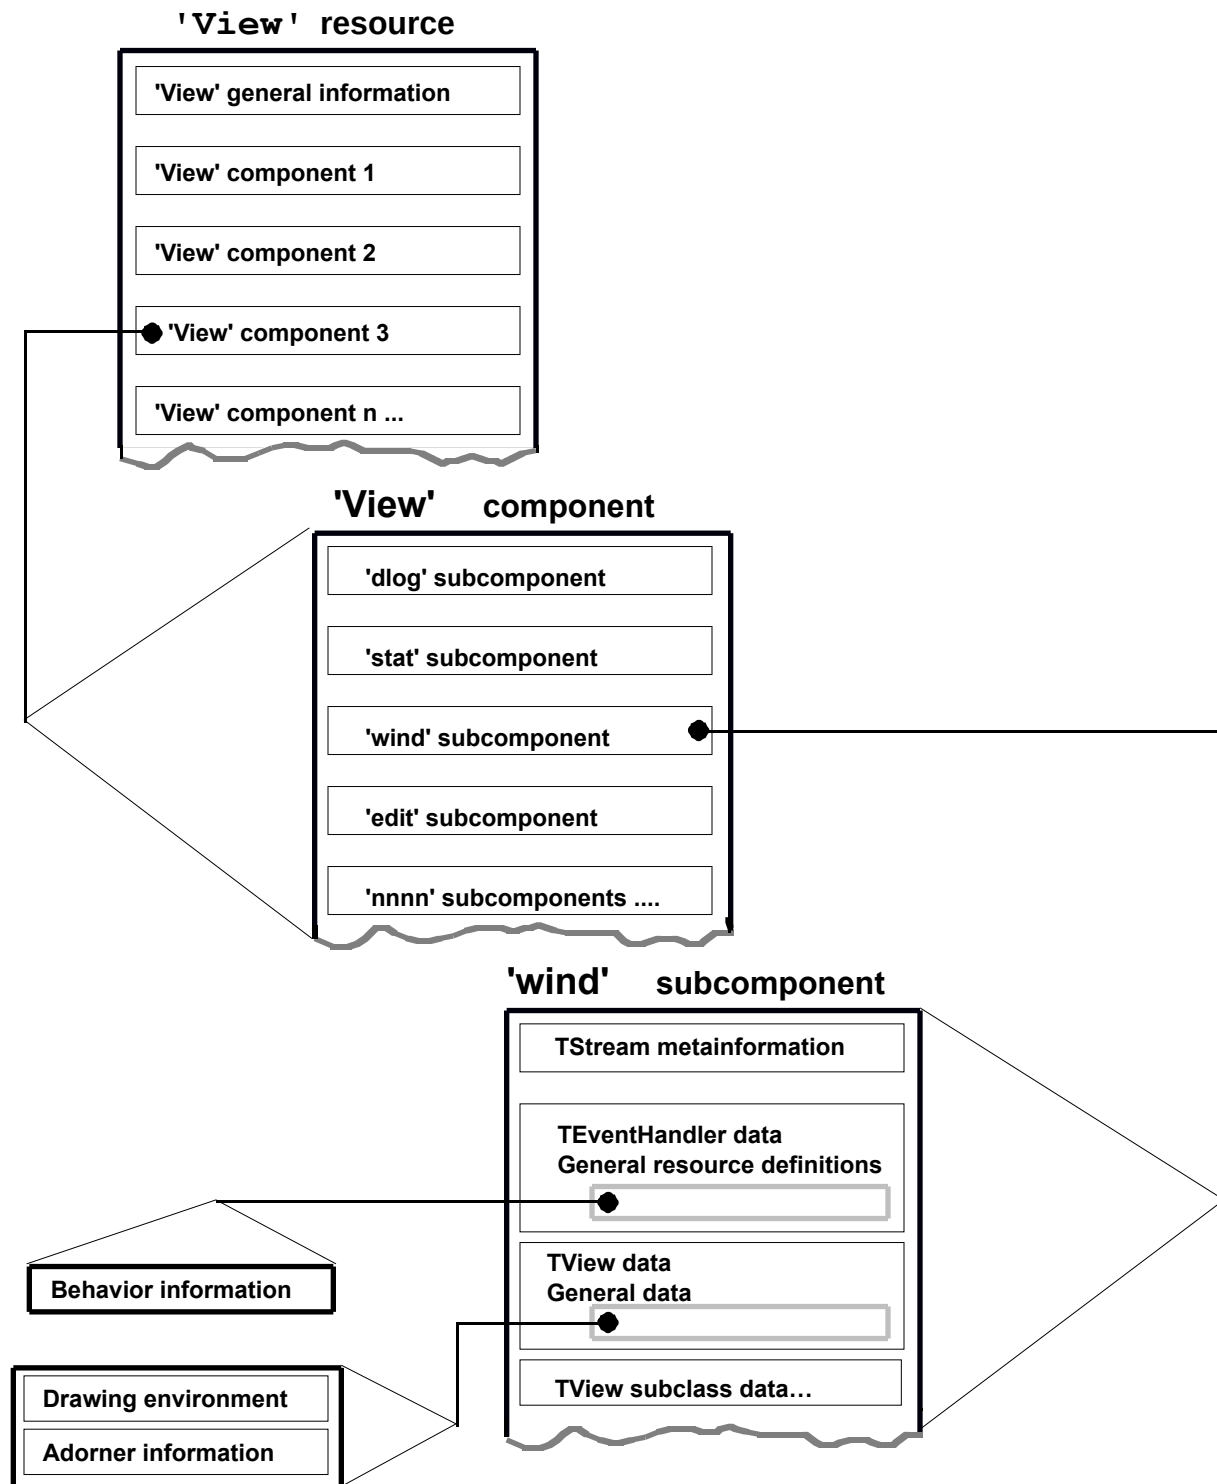 'View' resource
'View' general information
'View' component 1
'View' component 2
'View' component 3
'View' component n ...
'View' component
'dlog' subcomponent
'stat' subcomponent
'wind' subcomponent
'edit' subcomponent
'nnnn' subcomponents ....
'wind' subcomponent
TStream metainformation
TEventHandler data
General resource definitions
TView data
General data
TView subclass data…
Behavior information
Drawing environment
Adorner information